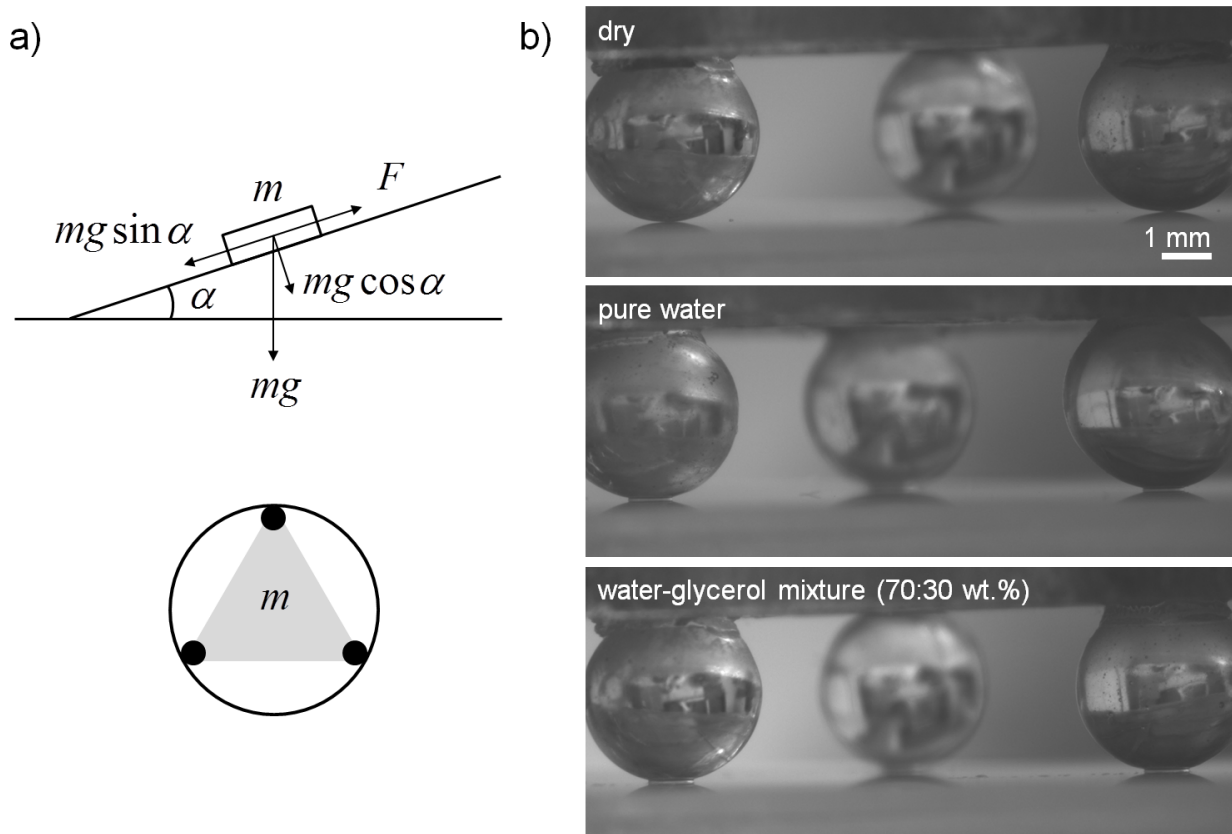 a)
m
F
mg sin α
mg cos α
α
mg
m
b)
dry
1 mm
pure water
water-glycerol mixture (70:30 wt.%)